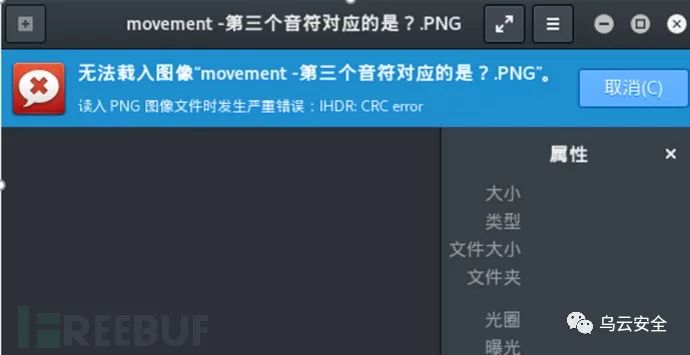 movement -第三个音符对应的是？.PNG
无法载入图像“movement -第三个音符对应的是？.PNG”。
取消(C)
读入 PNG 图像文件时发生严重错误：IHDR: CRC error
属性
大小
类型
文件大小
文件夹
光圈
曝光
FREEBUF
乌云安全